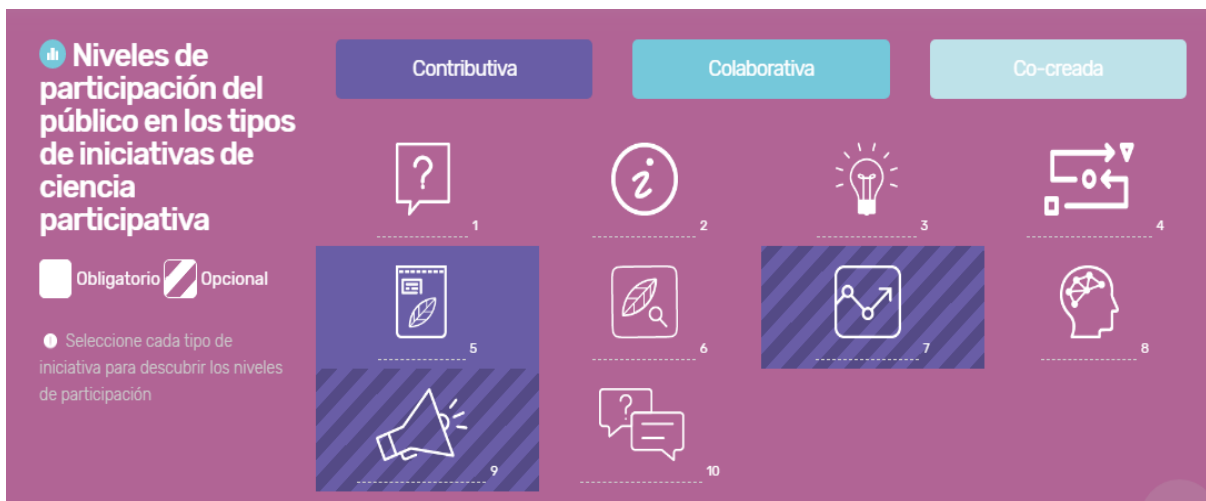 Niveles de
participación del
público en los tipos
de iniciativas de
ciencia
participativa
Obligatorio Opcional
Seleccione cada tipo de
iniciativa para descubrir los niveles
de participación
Contributiva Colaborativa Co-creada
? 1 i 2 3 4
5 6 7 8
9 ? 10